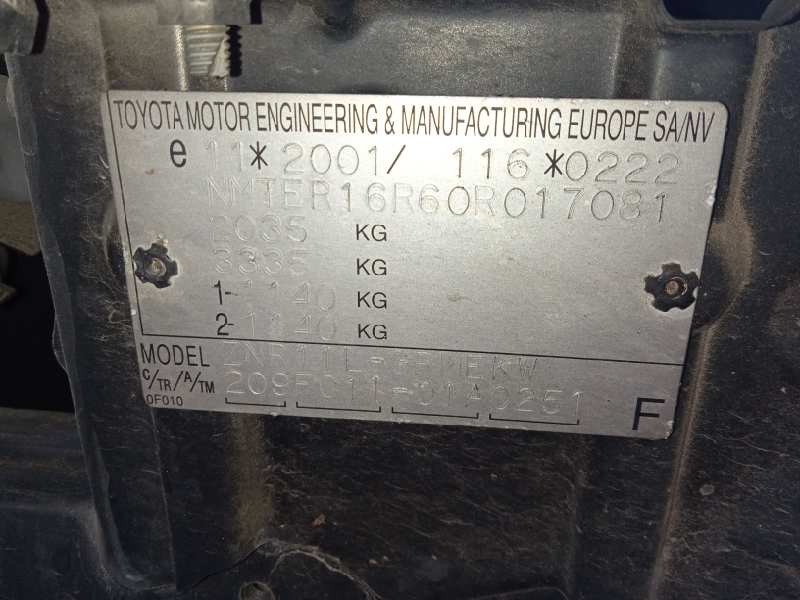 TOYOTA MOTOR ENGINEERING & MANUFACTURING EUROPE SA/NV
e 11*2001/ 116*0222
NMTER16R60R017081
2035 KG
3335 KG
1-1140 KG
2-1140 KG
MODEL
C/TR/A/TM 209
0F010
F